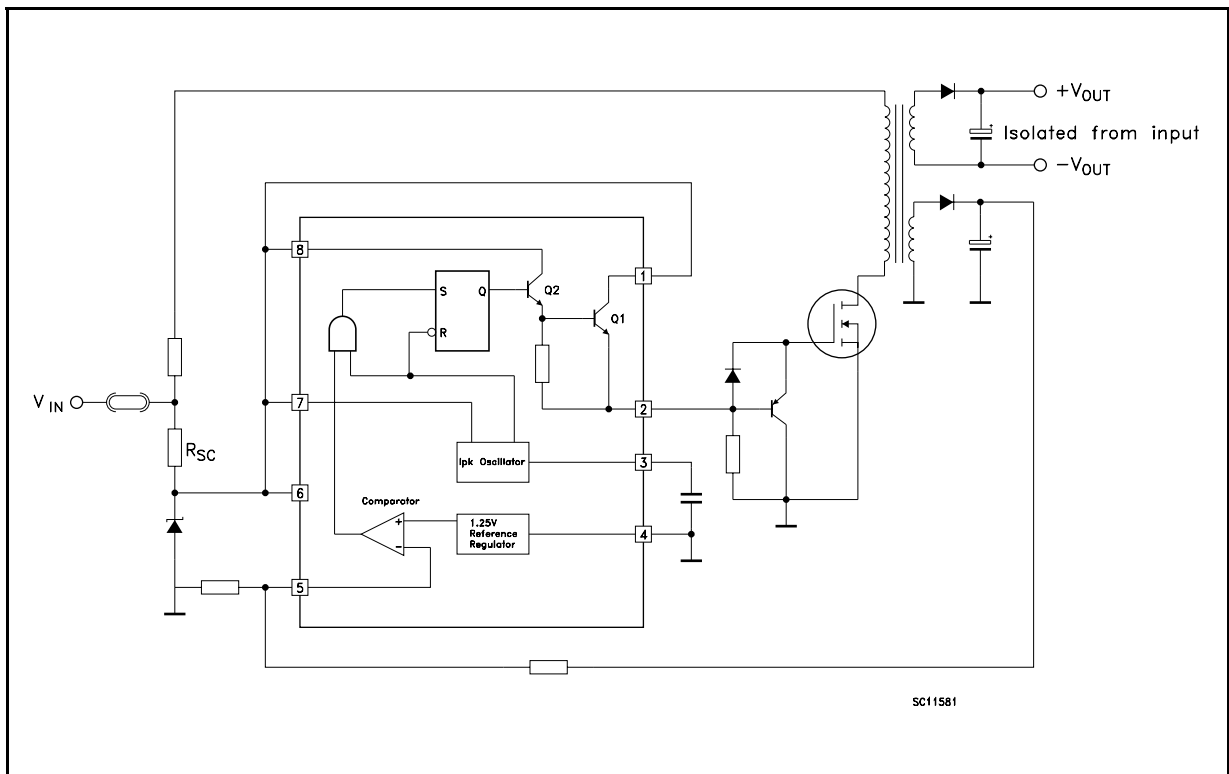 +VOUT
Isolated from input
-VOUT
8
1
S
Q
Q2
Q1
R
VIN
7
2
RSC
Ipk Oscillator
3
6
Comparator
+
1.25V
Reference
Regulator
4
-
5
SC11581